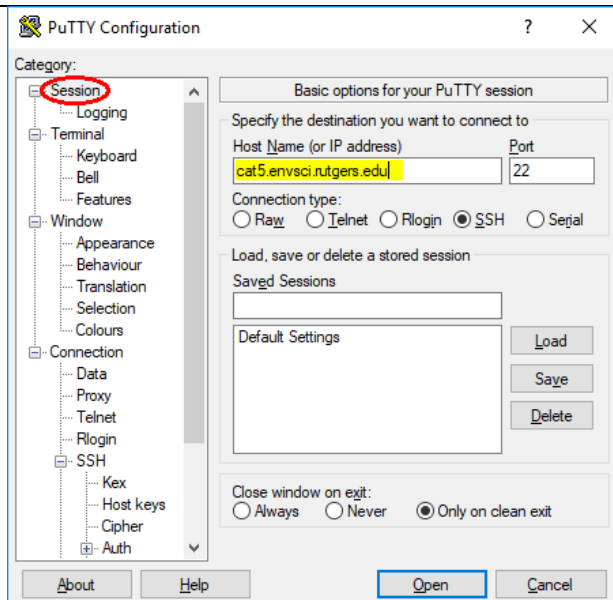 PuTTY Configuration
Category:
Session
Logging
Terminal
Keyboard
Bell
Features
Window
Appearance
Behaviour
Translation
Selection
Colours
Connection
Data
Proxy
Telnet
Rlogin
SSH
Kex
Host keys
Cipher
Auth
Basic options for your PuTTY session
Specify the destination you want to connect to
Host Name (or IP address) Port
cat5.envsci.rutgers.edu 22
Connection type:
Raw Telnet Rlogin SSH Serial
Load, save or delete a stored session
Saved Sessions
Default Settings
Load
Save
Delete
Close window on exit:
Always Never Only on clean exit
About Help Open Cancel